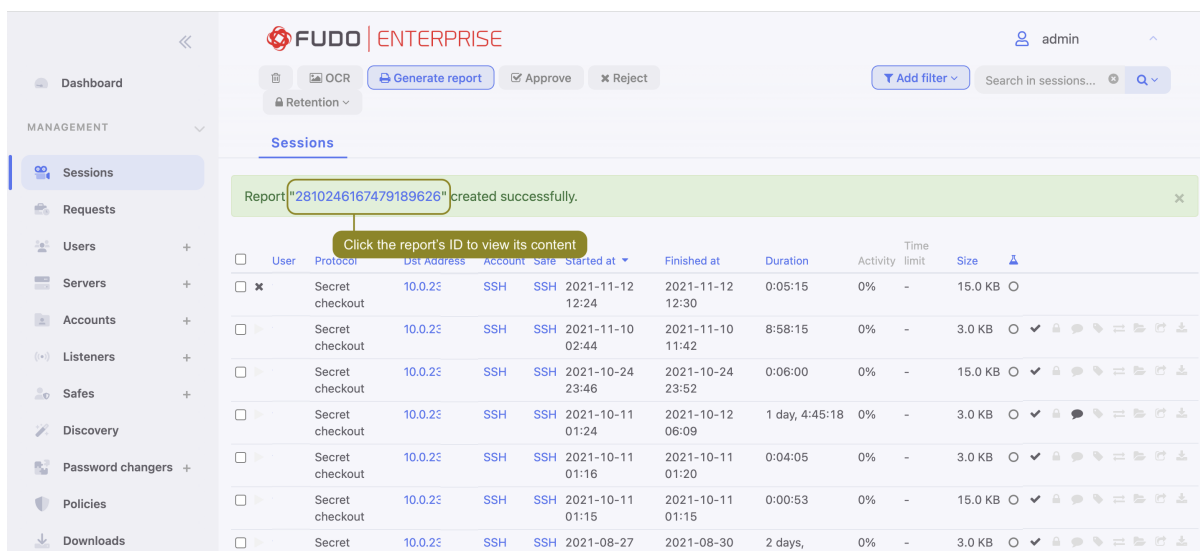 FUDO ENTERPRISE
admin
OCR Generate report Approve Reject
Add filter Search in sessions...
Retention
Dashboard
MANAGEMENT
Sessions
Requests
Users +
Servers +
Accounts +
Listeners +
Safes +
Discovery
Password changers +
Policies
Downloads
Sessions
Report "2810246167479189626" created successfully.
Click the report's ID to view its content
User Protocol Dst Address Account Safe Started at Finished at Duration Activity Time limit Size
Secret checkout 10.0.23 SSH SSH 2021-11-12 12:24 2021-11-12 12:30 0:05:15 0% - 15.0 KB
Secret checkout 10.0.23 SSH SSH 2021-11-10 02:44 2021-11-10 11:42 8:58:15 0% - 3.0 KB
Secret checkout 10.0.23 SSH SSH 2021-10-24 23:46 2021-10-24 23:52 0:06:00 0% - 15.0 KB
Secret checkout 10.0.23 SSH SSH 2021-10-11 01:24 2021-10-12 06:09 1 day, 4:45:18 0% - 3.0 KB
Secret checkout 10.0.23 SSH SSH 2021-10-11 01:16 2021-10-11 01:20 0:04:05 0% - 3.0 KB
Secret checkout 10.0.23 SSH SSH 2021-10-11 01:15 2021-10-11 01:15 0:00:53 0% - 15.0 KB
Secret 10.0.23 SSH SSH 2021-08-27 2021-08-30 2 days, 0% - 3.0 KB